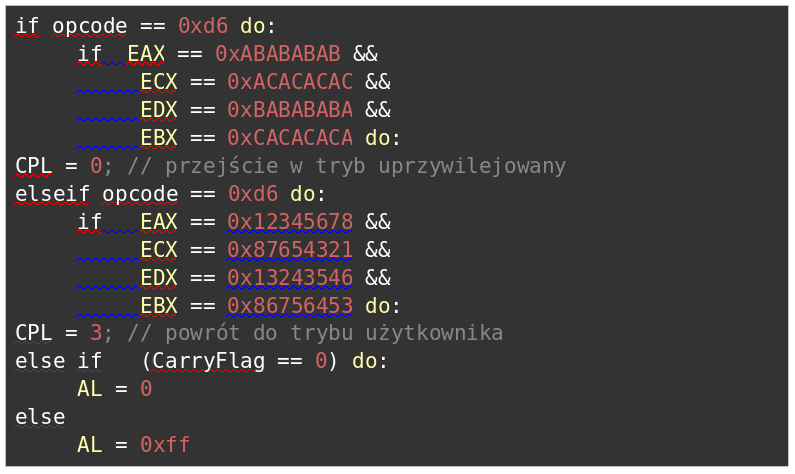 if opcode == 0xd6 do:
if EAX == 0xABABABAB &&
ECX == 0xACACACAC &&
EDX == 0xBABABABA &&
EBX == 0xCACACACA do:
CPL = 0; // przejście w tryb uprzywilejowany
elseif opcode == 0xd6 do:
if EAX == 0x12345678 &&
ECX == 0x87654321 &&
EDX == 0x13243546 &&
EBX == 0x86756453 do:
CPL = 3; // powrót do trybu użytkownika
else if (CarryFlag == 0) do:
AL = 0
else
AL = 0xff